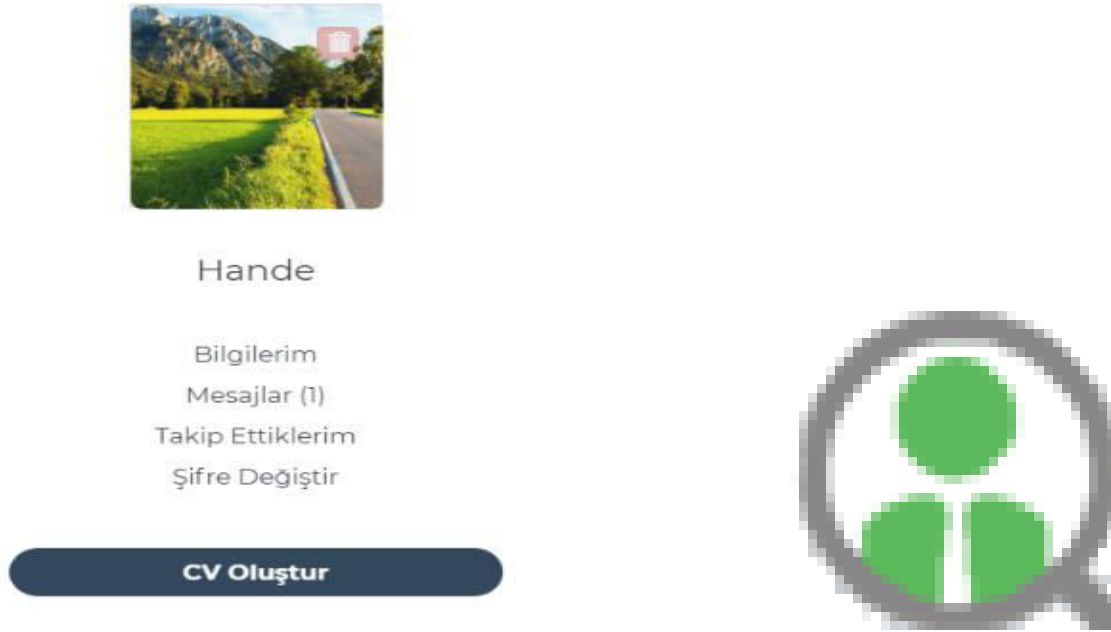 Hande
Bilgilerim
Mesajlar (1)
Takip Ettiklerim
Şifre Değiştir
CV Oluştur